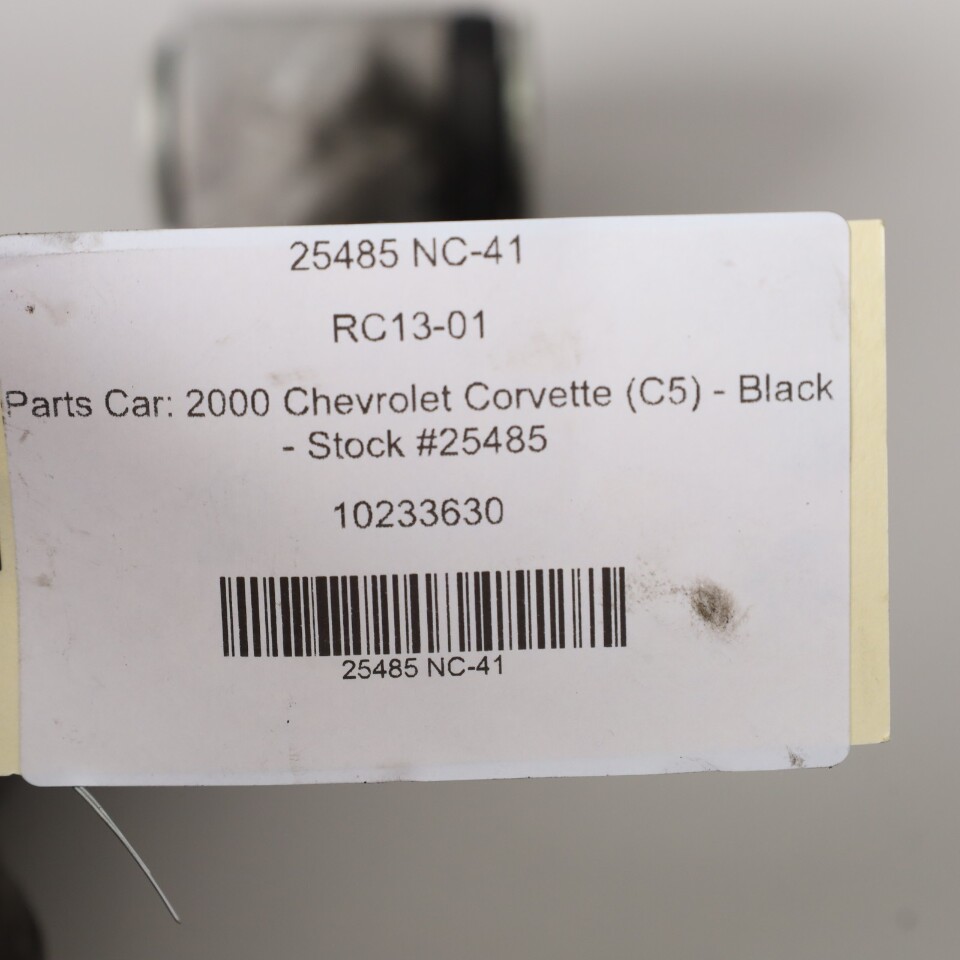 25485 NC-41
RC13-01
Parts Car: 2000 Chevrolet Corvette (C5) - Black
- Stock #25485
10233630
25485 NC-41